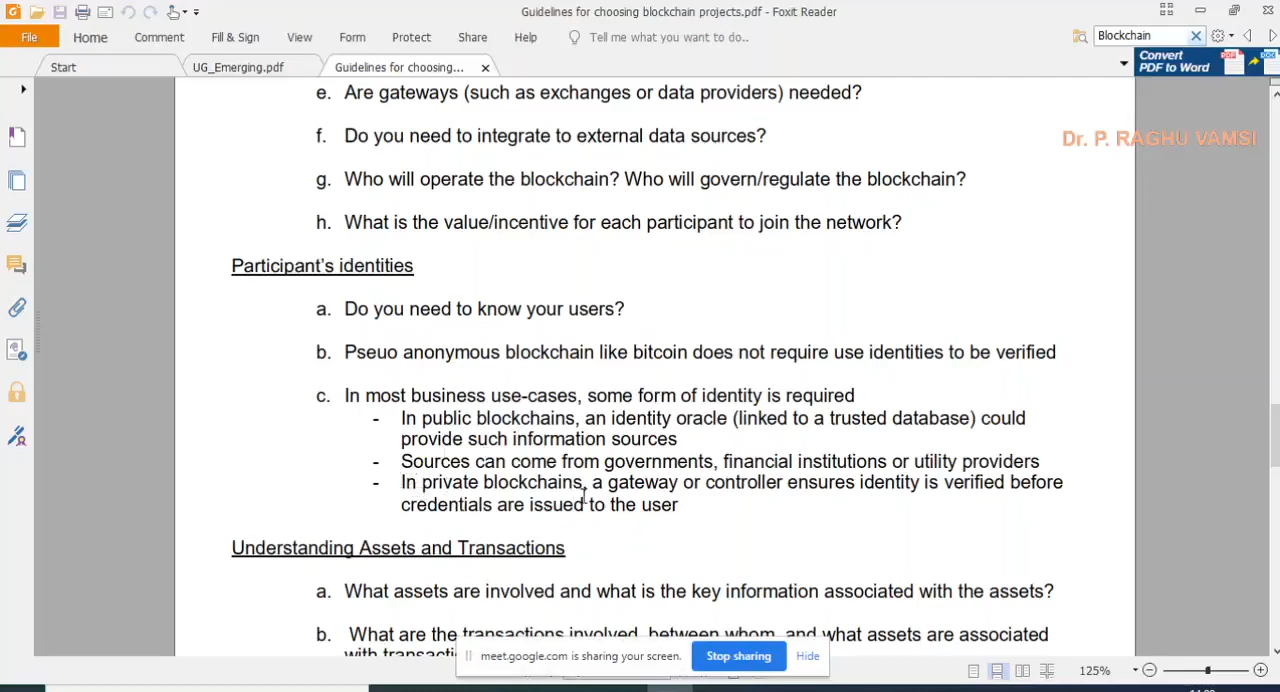 Guidelines for choosing blockchain projects.pdf - Foxit Reader
File Home Comment Fill & Sign View Form Protect Share Help Tell me what you want to do.. Blockchain
Start UG_Emerging.pdf Guidelines for choosing... Convert
PDF to Word
e. Are gateways (such as exchanges or data providers) needed?
f. Do you need to integrate to external data sources?
Dr. P. RAGHU VAMSI
g. Who will operate the blockchain? Who will govern/regulate the blockchain?
h. What is the value/incentive for each participant to join the network?
Participant's identities
a. Do you need to know your users?
b. Pseuo anonymous blockchain like bitcoin does not require use identities to be verified
c. In most business use-cases, some form of identity is required
- In public blockchains, an identity oracle (linked to a trusted database) could
provide such information sources
- Sources can come from governments, financial institutions or utility providers
- In private blockchains, a gateway or controller ensures identity is verified before
credentials are issued to the user
Understanding Assets and Transactions
a. What assets are involved and what is the key information associated with the assets?
b. What are the transactions involved, between whom, and what assets are associated
with
meet.google.com is sharing your screen. Stop sharing Hide
125%